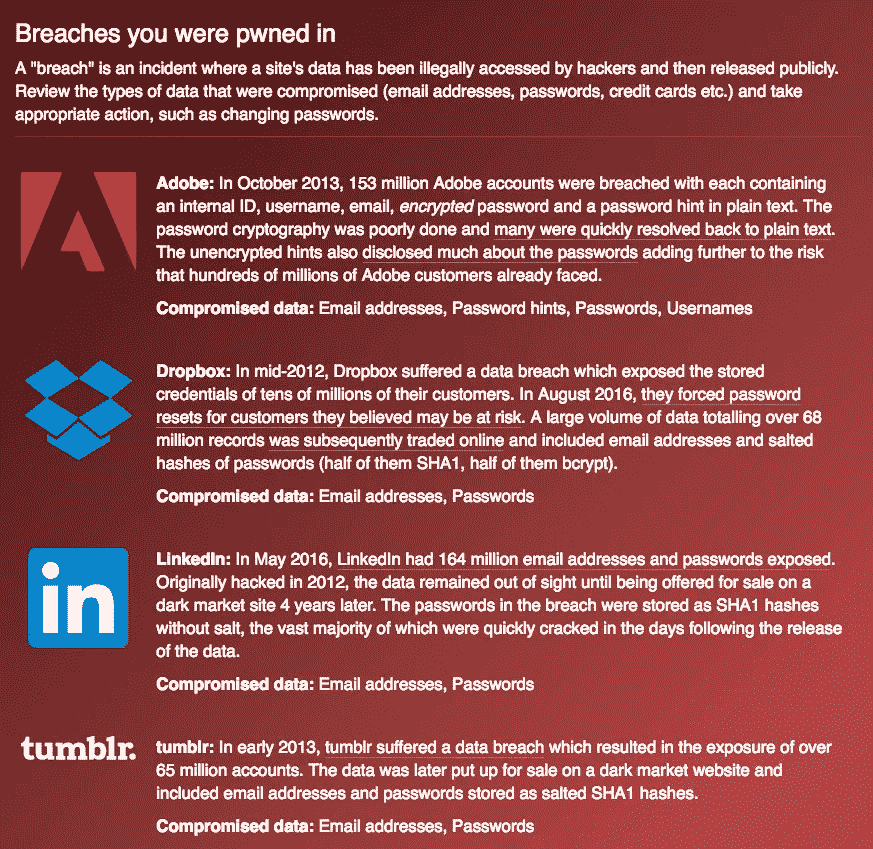 Breaches you were pwned in
A "breach" is an incident where a site's data has been illegally accessed by hackers and then released publicly.
Review the types of data that were compromised (email addresses, passwords, credit cards etc.) and take
appropriate action, such as changing passwords.
Adobe: In October 2013, 153 million Adobe accounts were breached with each containing
an internal ID, username, email, encrypted password and a password hint in plain text. The
password cryptography was poorly done and many were quickly resolved back to plain text.
The unencrypted hints also disclosed much about the passwords adding further to the risk
that hundreds of millions of Adobe customers already faced.
Compromised data: Email addresses, Password hints, Passwords, Usernames
Dropbox: In mid-2012, Dropbox suffered a data breach which exposed the stored
credentials of tens of millions of their customers. In August 2016, they forced password
resets for customers they believed may be at risk. A large volume of data totalling over 68
million records was subsequently traded online and included email addresses and salted
hashes of passwords (half of them SHA1, half of them bcrypt).
Compromised data: Email addresses, Passwords
in
LinkedIn: In May 2016, LinkedIn had 164 million email addresses and passwords exposed.
Originally hacked in 2012, the data remained out of sight until being offered for sale on a
dark market site 4 years later. The passwords in the breach were stored as SHA1 hashes
without salt, the vast majority of which were quickly cracked in the days following the release
of the data.
Compromised data: Email addresses, Passwords
tumblr.
tumblr: In early 2013, tumblr suffered a data breach which resulted in the exposure of over
65 million accounts. The data was later put up for sale on a dark market website and
included email addresses and passwords stored as salted SHA1 hashes.
Compromised data: Email addresses, Passwords